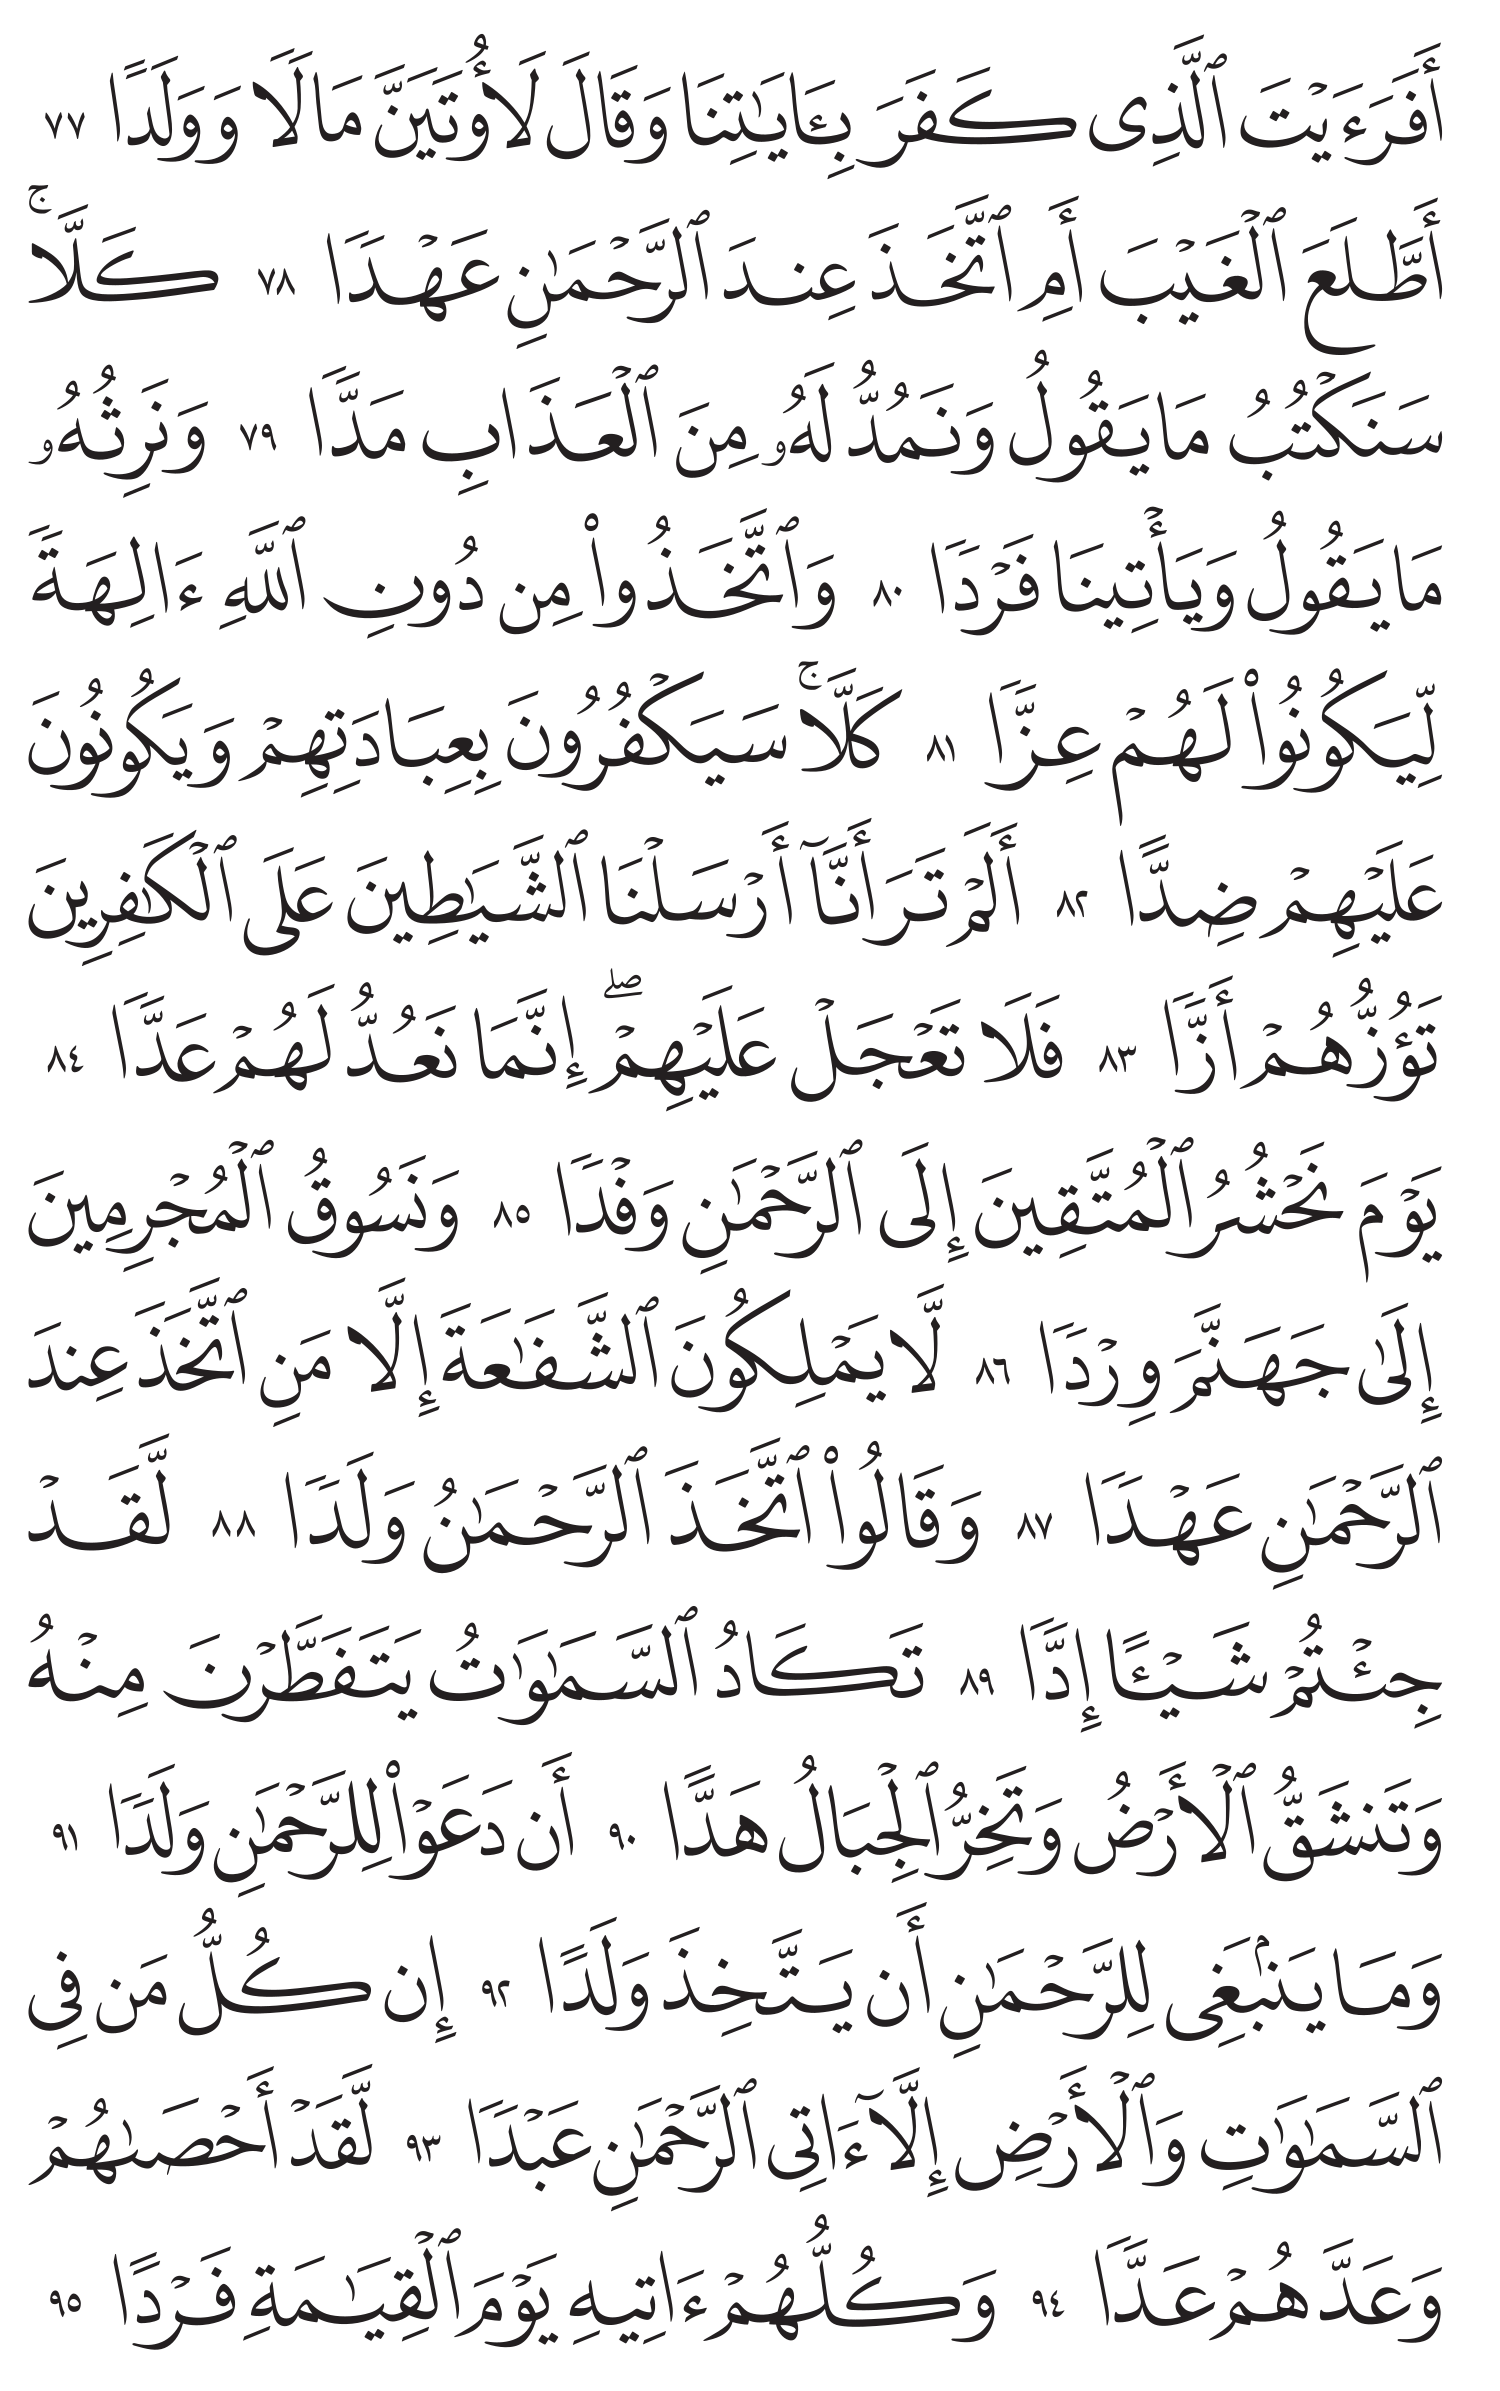 أَفَرَءَيْتَ ٱلَّذِى كَفَرَ بِـَٔايَـٰتِنَا وَقَالَ لَأُوتَيَنَّ مَالًا وَوَلَدًا ٧٧
أَطَّلَعَ ٱلْغَيْبَ أَمِ ٱتَّخَذَ عِندَ ٱلرَّحْمَـٰنِ عَهْدًا ٧٨ كَلَّا ۚ
سَنَكْتُبُ مَا يَقُولُ وَنَمُدُّ لَهُۥ مِنَ ٱلْعَذَابِ مَدًّا ٧٩ وَنَرِثُهُۥ
مَا يَقُولُ وَيَأْتِينَا فَرْدًا ٨٠ وَٱتَّخَذُوا۟ مِن دُونِ ٱللَّهِ ءَالِهَةً
لِّيَكُونُوا۟ لَهُمْ عِزًّا ٨١ كَلَّا ۚ سَيَكْفُرُونَ بِعِبَادَتِهِمْ وَيَكُونُونَ
عَلَيْهِمْ ضِدًّا ٨٢ أَلَمْ تَرَ أَنَّآ أَرْسَلْنَا ٱلشَّيَـٰطِينَ عَلَى ٱلْكَـٰفِرِينَ
تَؤُزُّهُمْ أَزًّا ٨٣ فَلَا تَعْجَلْ عَلَيْهِمْ ۖ إِنَّمَا نَعُدُّ لَهُمْ عَدًّا ٨٤
يَوْمَ نَحْشُرُ ٱلْمُتَّقِينَ إِلَى ٱلرَّحْمَـٰنِ وَفْدًا ٨٥ وَنَسُوقُ ٱلْمُجْرِمِينَ
إِلَىٰ جَهَنَّمَ وِرْدًا ٨٦ لَّا يَمْلِكُونَ ٱلشَّفَـٰعَةَ إِلَّا مَنِ ٱتَّخَذَ عِندَ
ٱلرَّحْمَـٰنِ عَهْدًا ٨٧ وَقَالُوا۟ ٱتَّخَذَ ٱلرَّحْمَـٰنُ وَلَدًا ٨٨ لَّقَدْ
جِئْتُمْ شَيْـًٔا إِدًّا ٨٩ تَكَادُ ٱلسَّمَـٰوَٰتُ يَتَفَطَّرْنَ مِنْهُ
وَتَنشَقُّ ٱلْأَرْضُ وَتَخِرُّ ٱلْجِبَالُ هَدًّا ٩٠ أَن دَعَوْا۟ لِلرَّحْمَـٰنِ وَلَدًا ٩١
وَمَا يَنۢبَغِى لِلرَّحْمَـٰنِ أَن يَتَّخِذَ وَلَدًا ٩٢ إِن كُلُّ مَن فِى
ٱلسَّمَـٰوَٰتِ وَٱلْأَرْضِ إِلَّآ ءَاتِى ٱلرَّحْمَـٰنِ عَبْدًا ٩٣ لَّقَدْ أَحْصَىٰهُمْ
وَعَدَّهُمْ عَدًّا ٩٤ وَكُلُّهُمْ ءَاتِيهِ يَوْمَ ٱلْقِيَـٰمَةِ فَرْدًا ٩٥